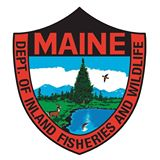 MAINE
DEPT. OF INLAND FISHERIES AND WILDLIFE